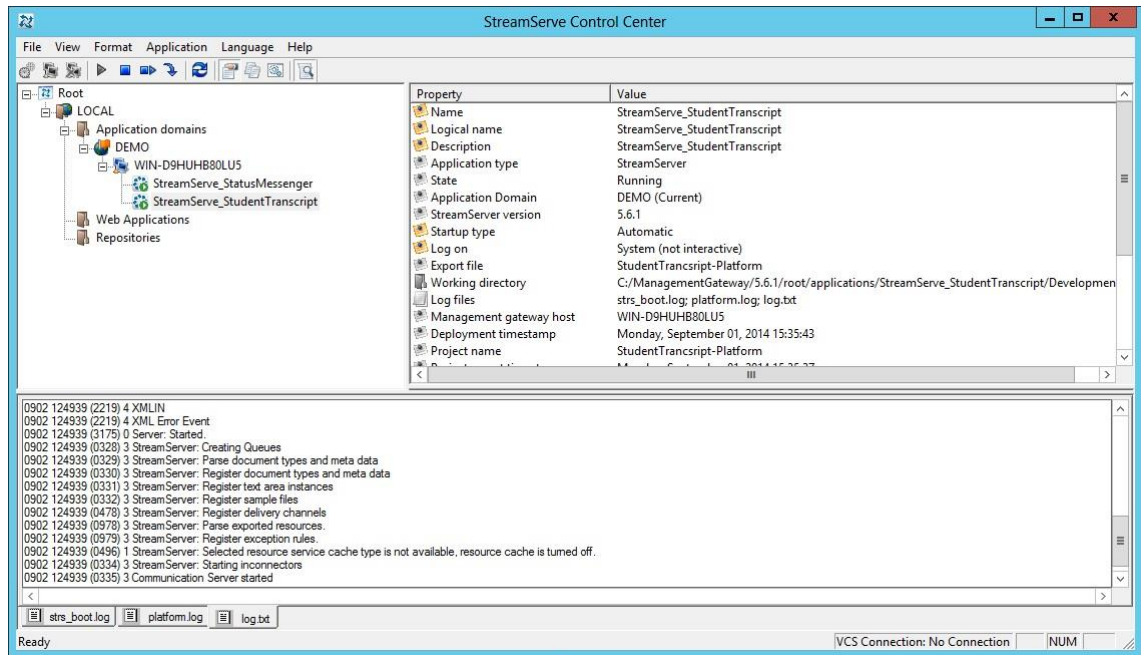 StreamServe Control Center
File View Format Application Language Help
Root
LOCAL
Application domains
DEMO
WIN-D9HUHB80LU5
StreamServe_StatusMessenger
StreamServe_StudentTranscript
Web Applications
Repositories
Property Value
Name StreamServe_StudentTranscript
Logical name StreamServe_StudentTranscript
Description StreamServe_StudentTranscript
Application type StreamServer
State Running
Application Domain DEMO (Current)
StreamServer version 5.6.1
Startup type Automatic
Log on System (not interactive)
Export file StudentTrancsript-Platform
Working directory C:/ManagementGateway/5.6.1/root/applications/StreamServe_StudentTranscript/Developmen
Log files strs_boot.log; platform.log; log.txt
Management gateway host WIN-D9HUHB80LU5
Deployment timestamp Monday, September 01, 2014 15:35:43
Project name StudentTrancsript-Platform
0902 124939 (2219) 4 XMLIN
0902 124939 (2219) 4 XML Error Event
0902 124939 (3175) 0 Server: Started.
0902 124939 (0328) 3 StreamServer: Creating Queues
0902 124939 (0329) 3 StreamServer: Parse document types and meta data
0902 124939 (0330) 3 StreamServer: Register document types and meta data
0902 124939 (0331) 3 StreamServer: Register text area instances
0902 124939 (0332) 3 StreamServer: Register sample files
0902 124939 (0478) 3 StreamServer: Register delivery channels
0902 124939 (0978) 3 StreamServer: Parse exported resources.
0902 124939 (0979) 3 StreamServer: Register exception rules.
0902 124939 (0496) 1 StreamServer: Selected resource service cache type is not available, resource cache is turned off.
0902 124939 (0334) 3 StreamServer: Starting inconnectors
0902 124939 (0335) 3 Communication Server started
strs_boot.log platform.log log.txt
Ready VCS Connection: No Connection NUM